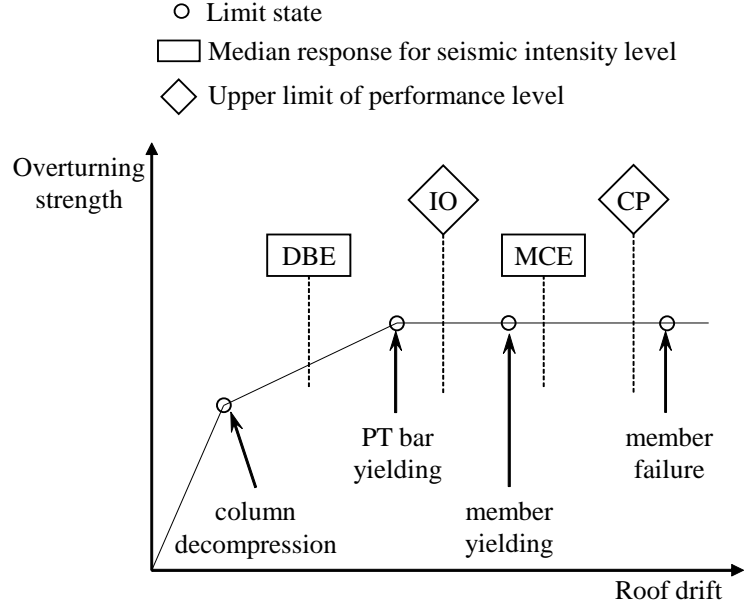 Limit state
Median response for seismic intensity level
Upper limit of performance level
Overturning
strength
IO
CP
DBE
MCE
PT bar
yielding
member
failure
column
decompression
member
yielding
Roof drift